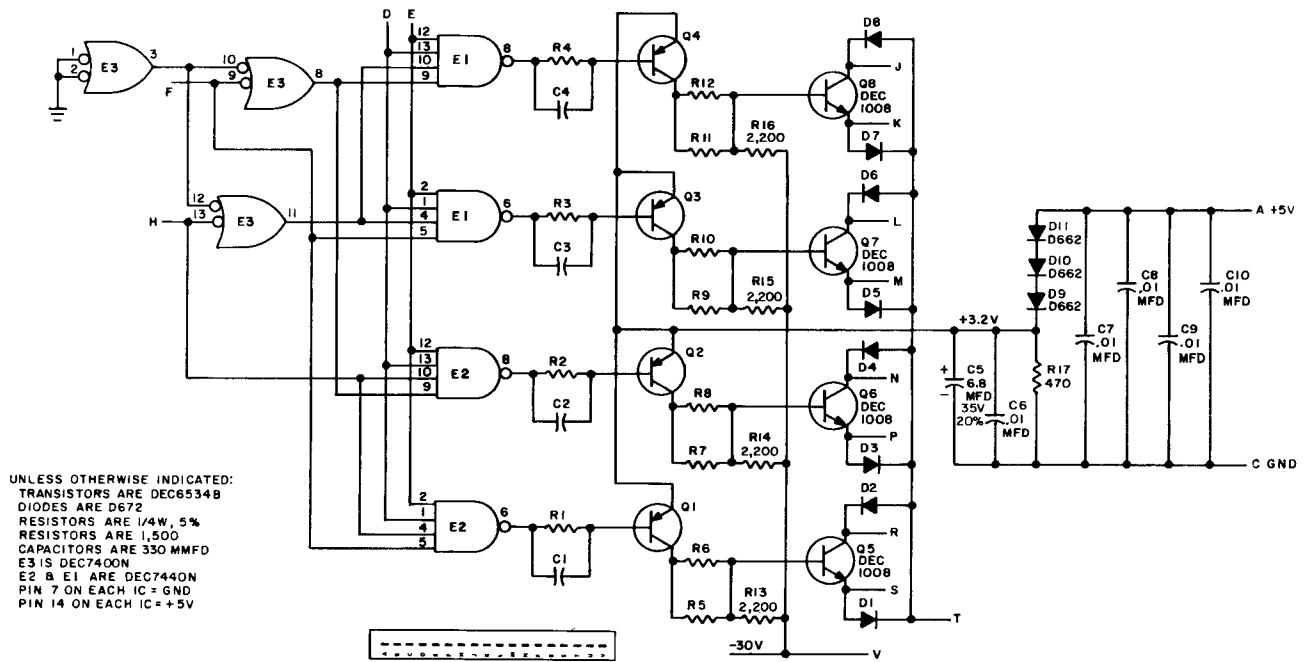 D E
12
13
10
9
E1
8
R4
C4
Q4
R12
R11
R16
2,200
Q8
DEC
1008
D8
J
K
D7
1
2
E3
3
F
10
9
E3
8
H
12
13
E3
11
2
1
4
5
E1
6
R3
C3
Q3
R10
R9
R15
2,200
Q7
DEC
1008
D6
L
M
D5
12
13
10
9
E2
8
R2
C2
Q2
R8
R7
R14
2,200
Q6
DEC
1008
D4
N
P
D3
2
1
4
5
E2
6
R1
C1
Q1
R6
R5
R13
2,200
Q5
DEC
1008
D2
R
S
D1
T
-30V
V
+3.2V
+
C5
6.8
MFD
-
35V
20%
C6
.01
MFD
D11
D662
D10
D662
D9
D662
R17
470
C7
.01
MFD
C8
.01
MFD
C9
.01
MFD
C10
.01
MFD
A +5V
C GND
UNLESS OTHERWISE INDICATED:
TRANSISTORS ARE DEC6534B
DIODES ARE D672
RESISTORS ARE 1/4W, 5%
RESISTORS ARE 1,500
CAPACITORS ARE 330 MMFD
E3 IS DEC7400N
E2 & E1 ARE DEC7440N
PIN 7 ON EACH IC = GND
PIN 14 ON EACH IC = +5V